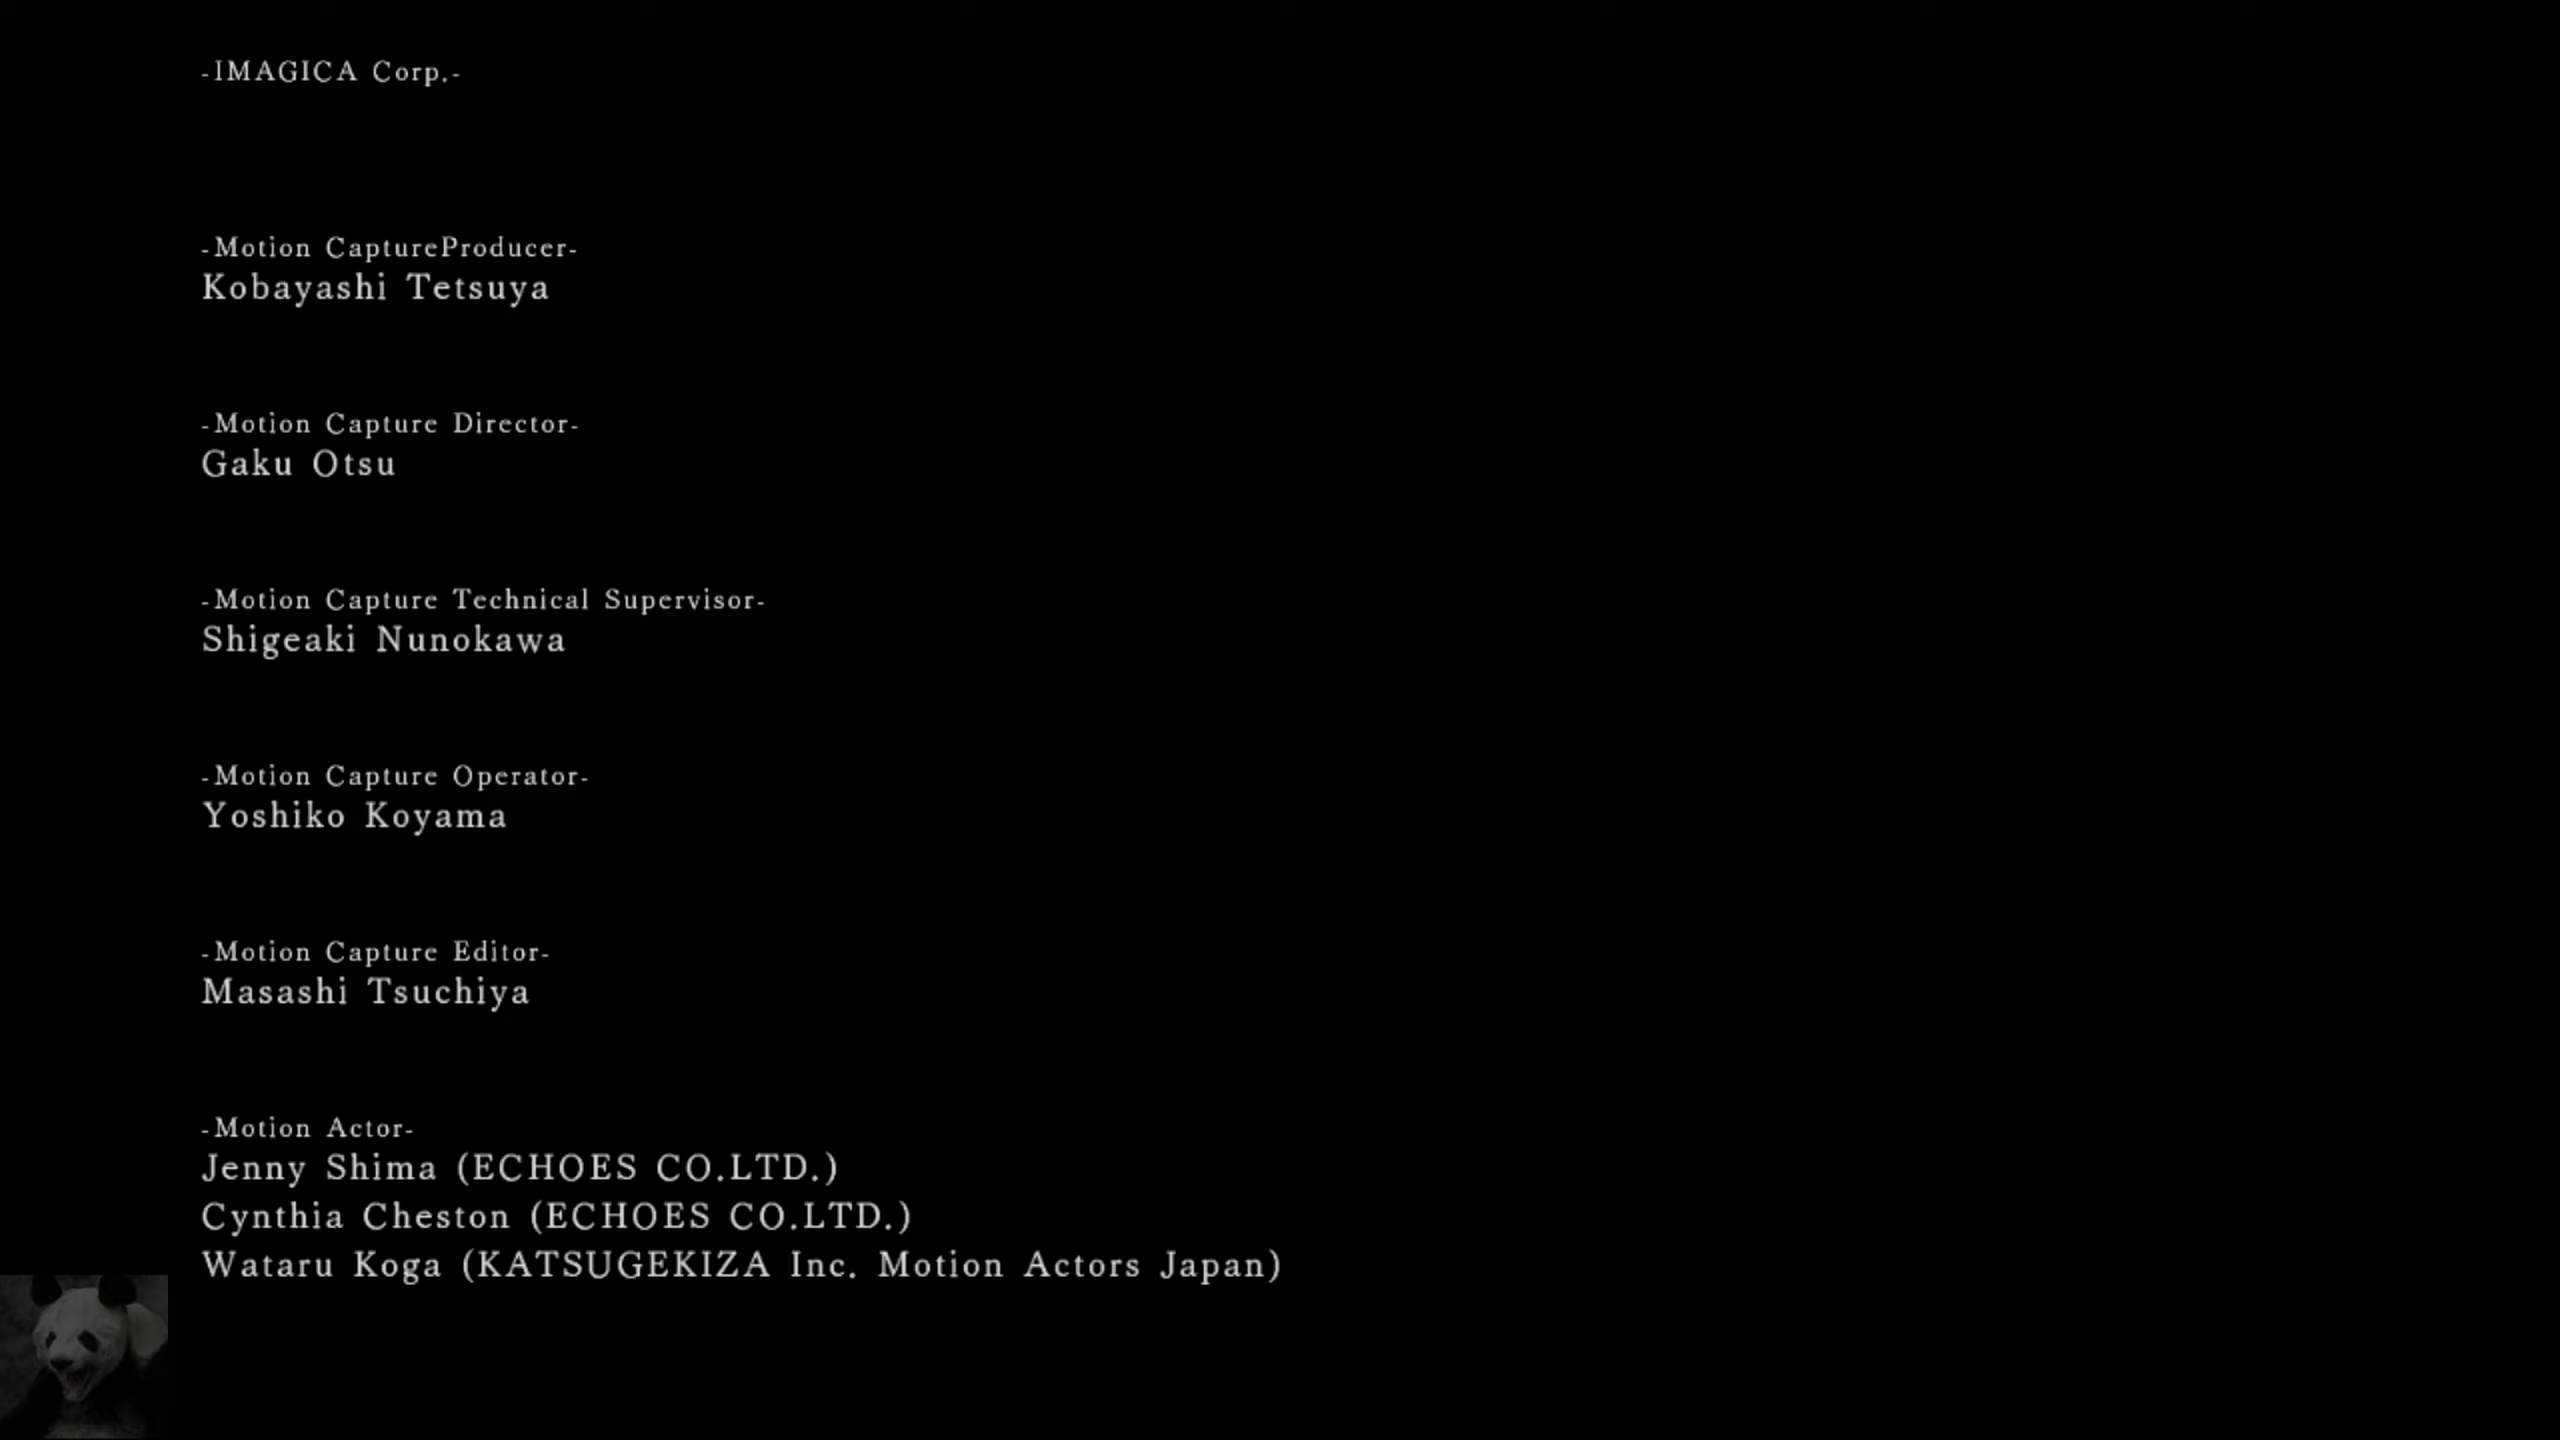 -IMAGICA Corp.-
-Motion CaptureProducer-
Kobayashi Tetsuya
-Motion Capture Director-
Gaku Otsu
-Motion Capture Technical Supervisor-
Shigeaki Nunokawa
-Motion Capture Operator-
Yoshiko Koyama
-Motion Capture Editor-
Masashi Tsuchiya
-Motion Actor-
Jenny Shima (ECHOES CO.LTD.)
Cynthia Cheston (ECHOES CO.LTD.)
Wataru Koga (KATSUGEKIZA Inc. Motion Actors Japan)